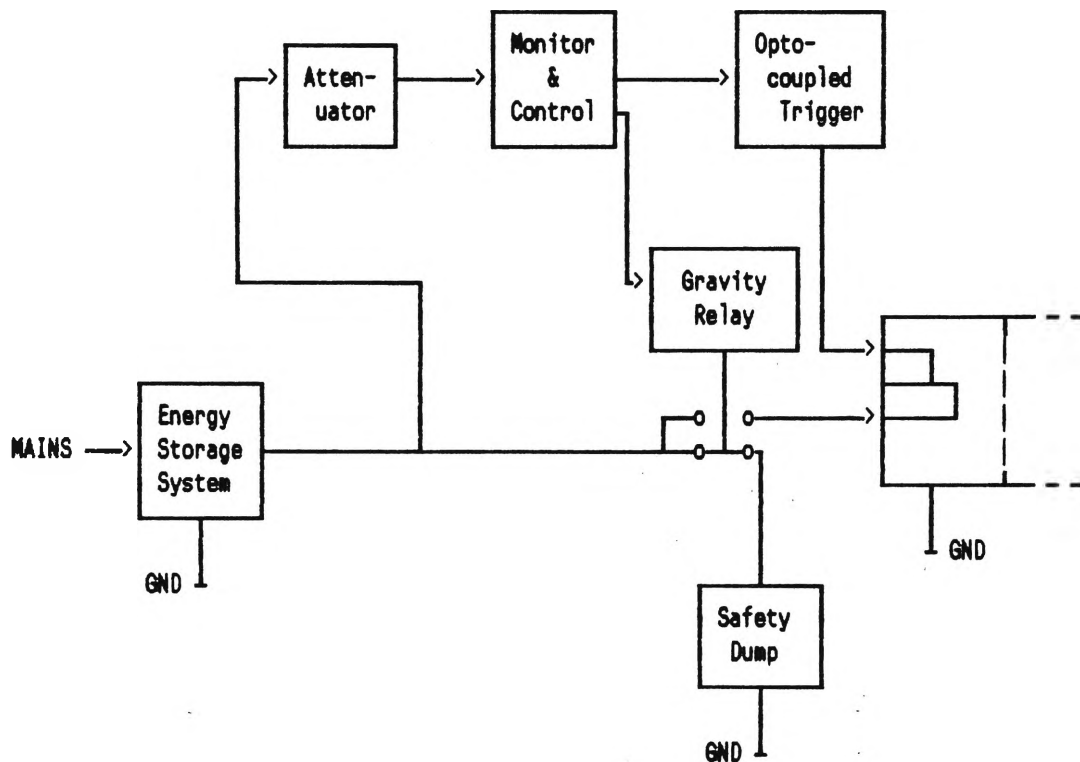 Atten-
uator
Monitor
&
Control
Opto-
coupled
Trigger
Gravity
Relay
MAINS
Energy
Storage
System
GND
GND
Safety
Dump
GND